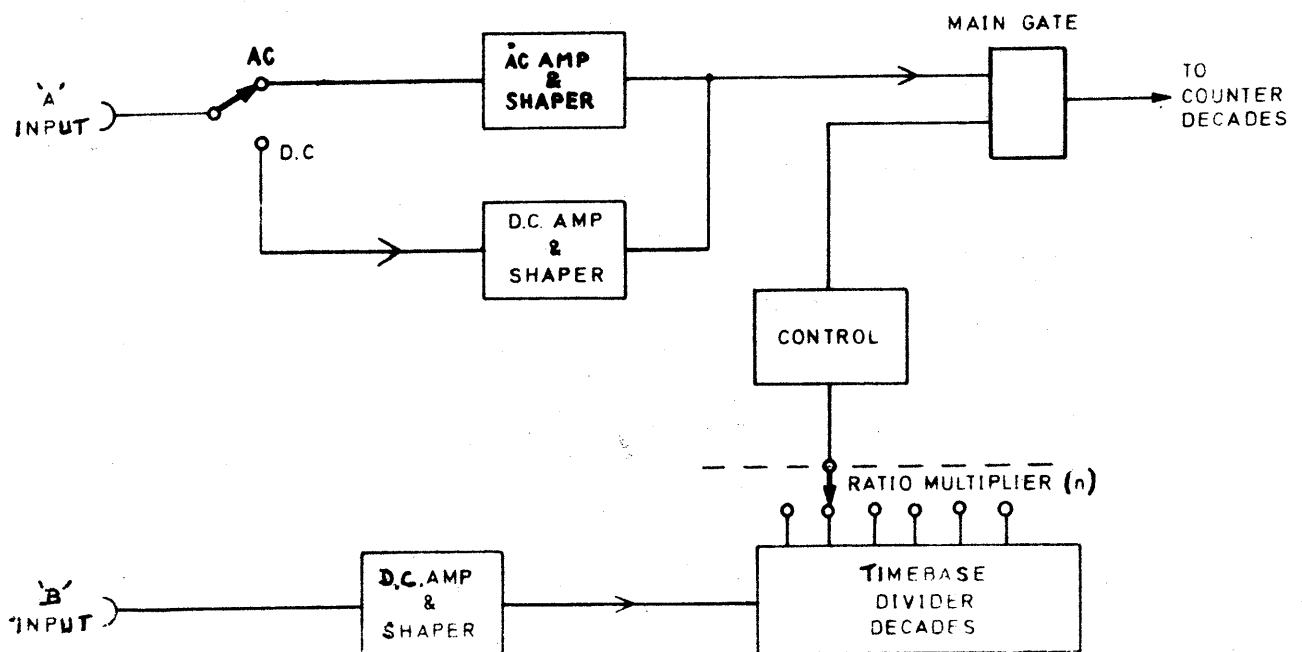 MAIN GATE
AC
AC AMP
&
SHAPER
'A'
INPUT
TO
COUNTER
DECADES
D.C
D.C. AMP
&
SHAPER
CONTROL
RATIO MULTIPLIER (n)
'B'
INPUT
D.C. AMP
&
SHAPER
TIMEBASE
DIVIDER
DECADES